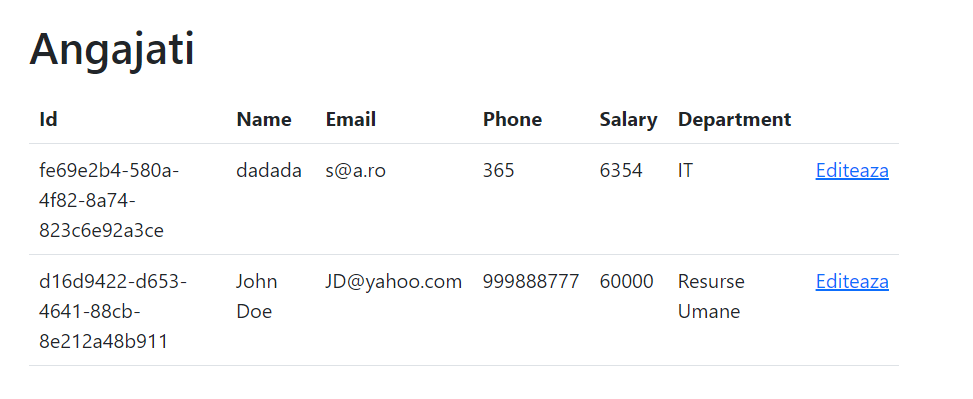 Angajati
Id Name Email Phone Salary Department
fe69e2b4-580a- dadada s@a.ro 365 6354 IT Editeaza
4f82-8a74-
823c6e92a3ce
d16d9422-d653- John JD@yahoo.com 999888777 60000 Resurse Editeaza
4641-88cb- Doe Umane
8e212a48b911